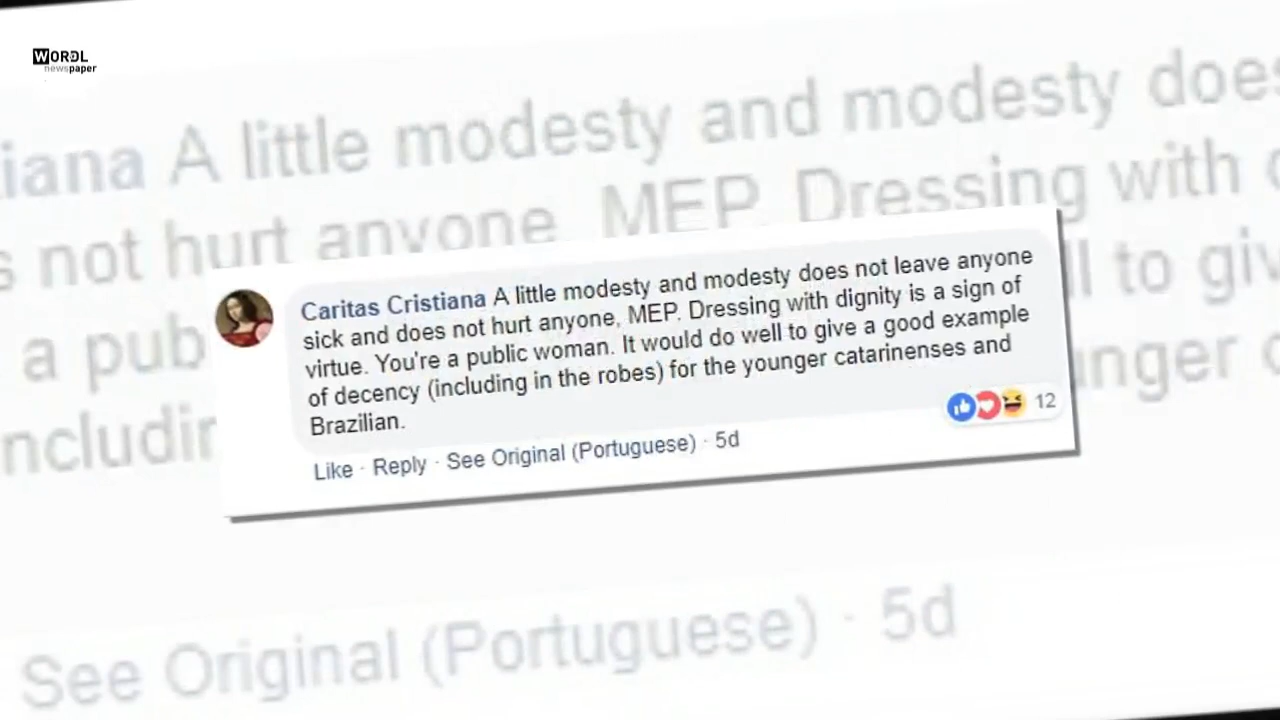 WORDL
newspaper
iana A little modesty and modesty does
s not hurt anyone, MEP. Dressing with
a pub
ll to giv
ncludin
unger
Caritas Cristiana A little modesty and modesty does not leave anyone
sick and does not hurt anyone, MEP. Dressing with dignity is a sign of
virtue. You're a public woman. It would do well to give a good example
of decency (including in the robes) for the younger catarinenses and
Brazilian.
12
Like · Reply · See Original (Portuguese) · 5d
See Original (Portuguese) · 5d